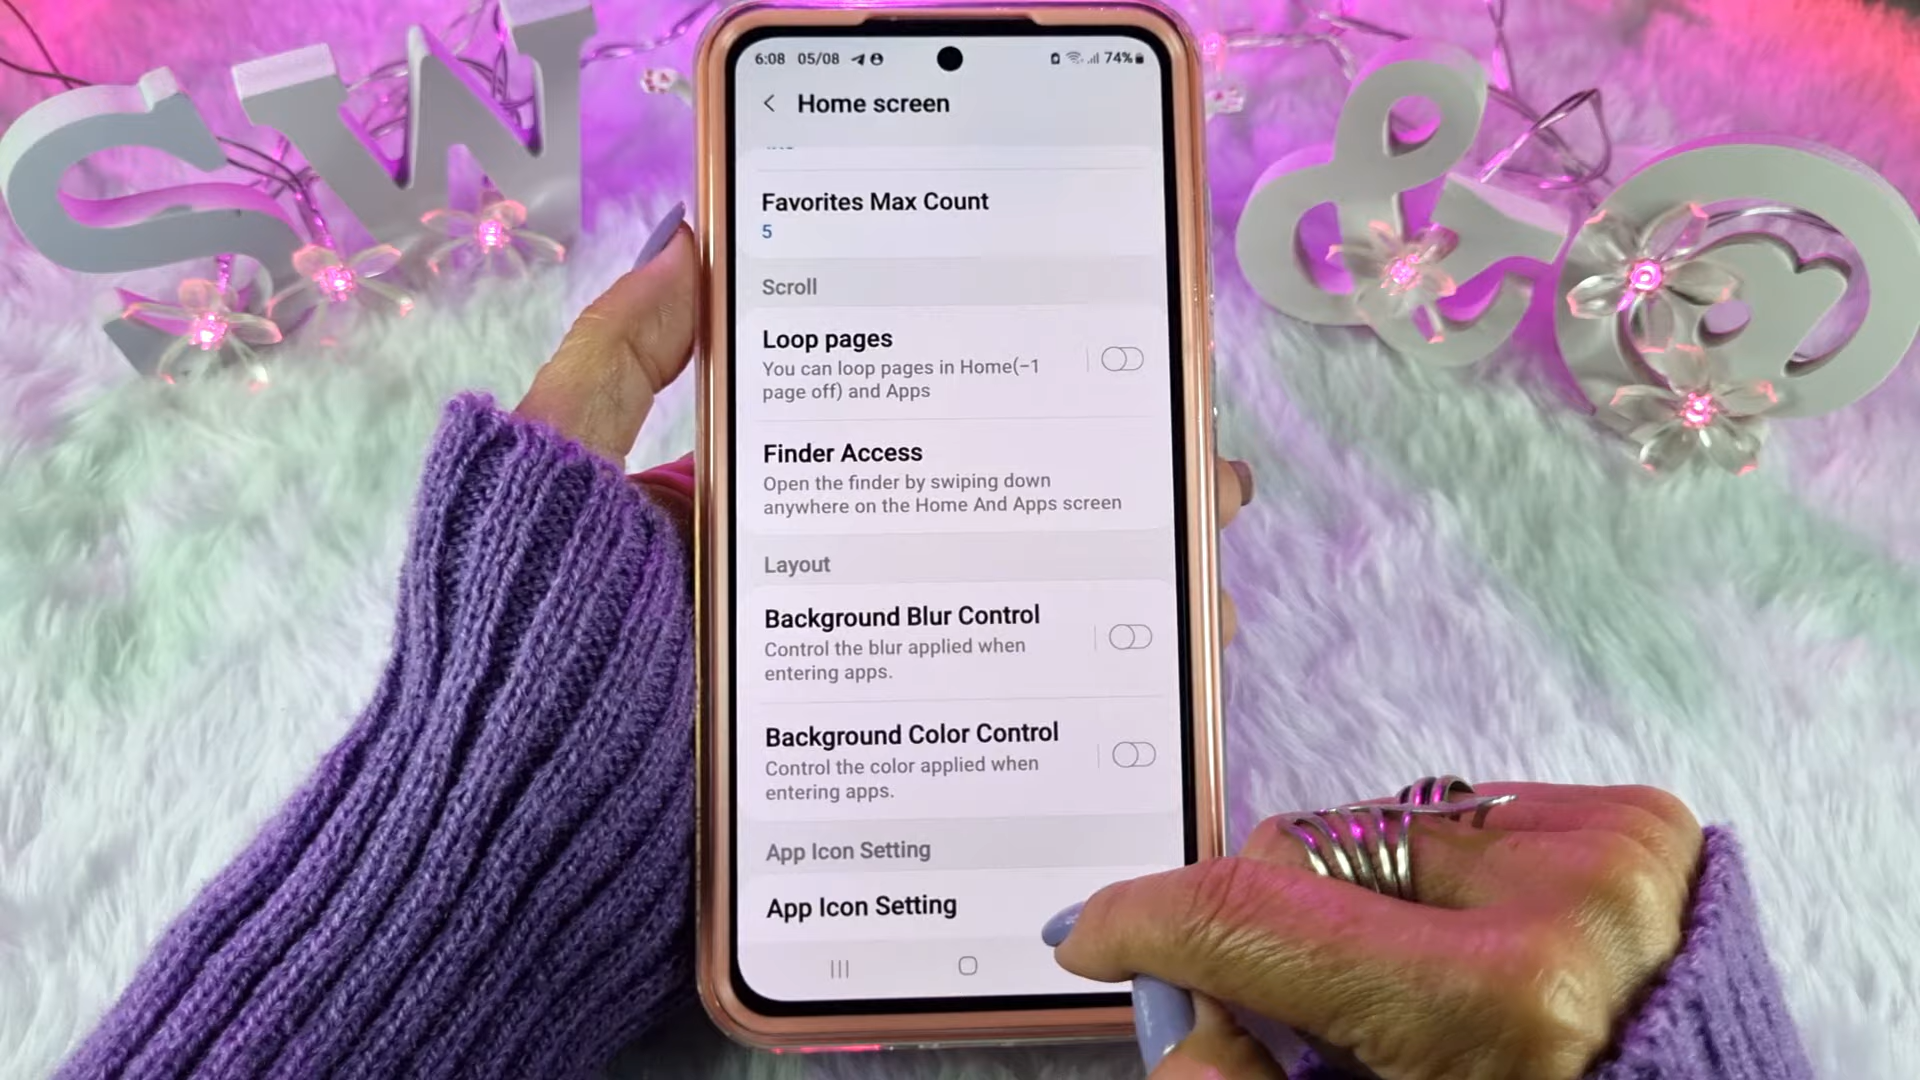 SW
&
6:08 05/08 74%
Home screen
Favorites Max Count
5
Scroll
Loop pages
You can loop pages in Home(−1
page off) and Apps
Finder Access
Open the finder by swiping down
anywhere on the Home And Apps screen
Layout
Background Blur Control
Control the blur applied when
entering apps.
Background Color Control
Control the color applied when
entering apps.
App Icon Setting
App Icon Setting